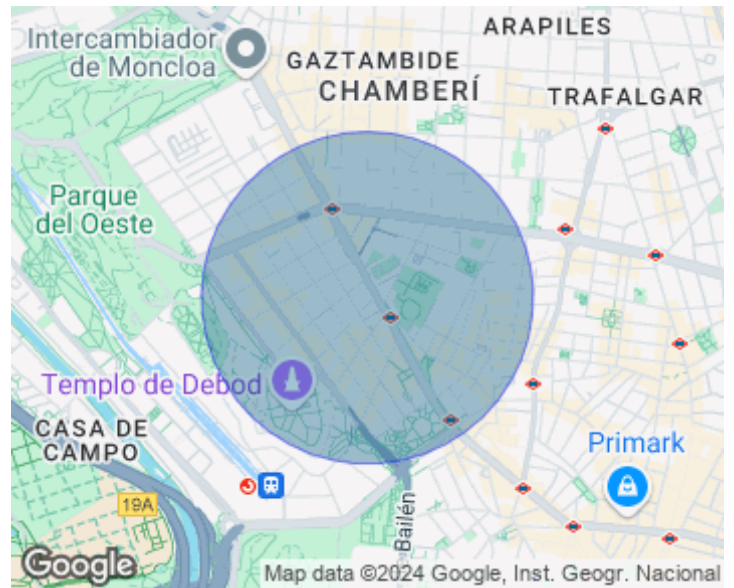 ARAPILES
Intercambiador
de Moncloa
GAZTAMBIDE
CHAMBERÍ
TRAFALGAR
Parque
del Oeste
Templo de Debod
CASA DE
CAMPO
Primark
19A
Bailén
Google
Map data ©2024 Google, Inst. Geogr. Nacional